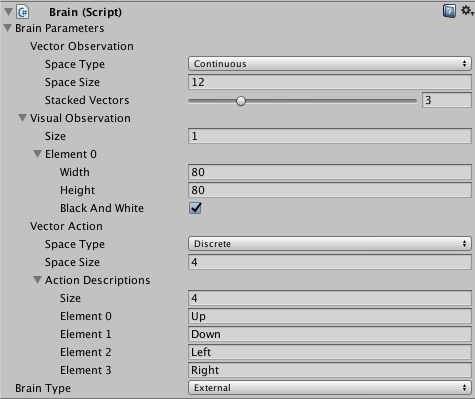 Brain (Script)
Brain Parameters
Vector Observation
Space Type Continuous
Space Size 12
Stacked Vectors 3
Visual Observation
Size 1
Element 0
Width 80
Height 80
Black And White
Vector Action
Space Type Discrete
Space Size 4
Action Descriptions
Size 4
Element 0 Up
Element 1 Down
Element 2 Left
Element 3 Right
Brain Type External